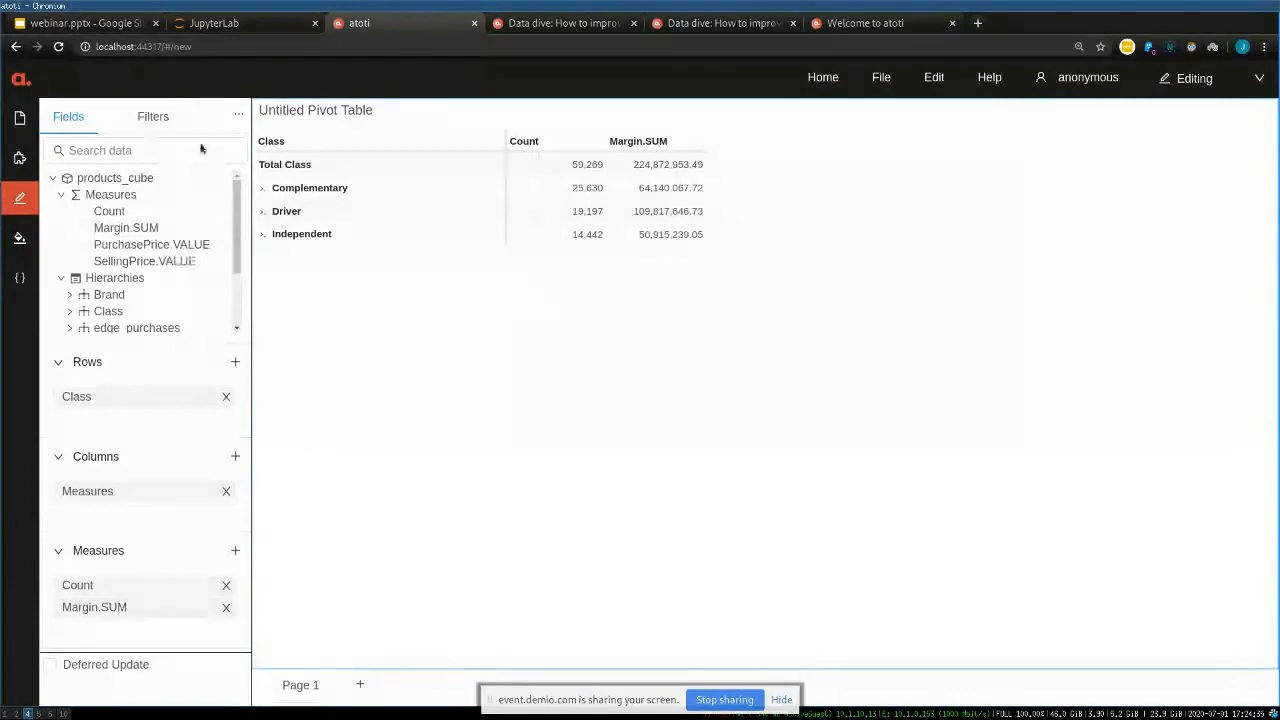 atoti - Chromium
webinar.pptx - Google Sl
JupyterLab
atoti
Data dive: How to improv
Data dive: How to improv
Welcome to atoti
localhost:44317/#/new
a.
Home
File
Edit
Help
anonymous
Editing
Fields
Filters
Untitled Pivot Table
Search data
Class
Count
Margin.SUM
Total Class
59,269
224,872,953.49
Complementary
25,630
64,140,067.72
Driver
19,197
109,817,646.73
Independent
14,442
50,915,239.05
products_cube
Measures
Count
Margin.SUM
PurchasePrice.VALUE
SellingPrice.VALUE
Hierarchies
Brand
Class
edge_purchases
Rows
Class
Columns
Measures
Measures
Count
Margin.SUM
Deferred Update
Page 1
event.demio.com is sharing your screen.
Stop sharing
Hide